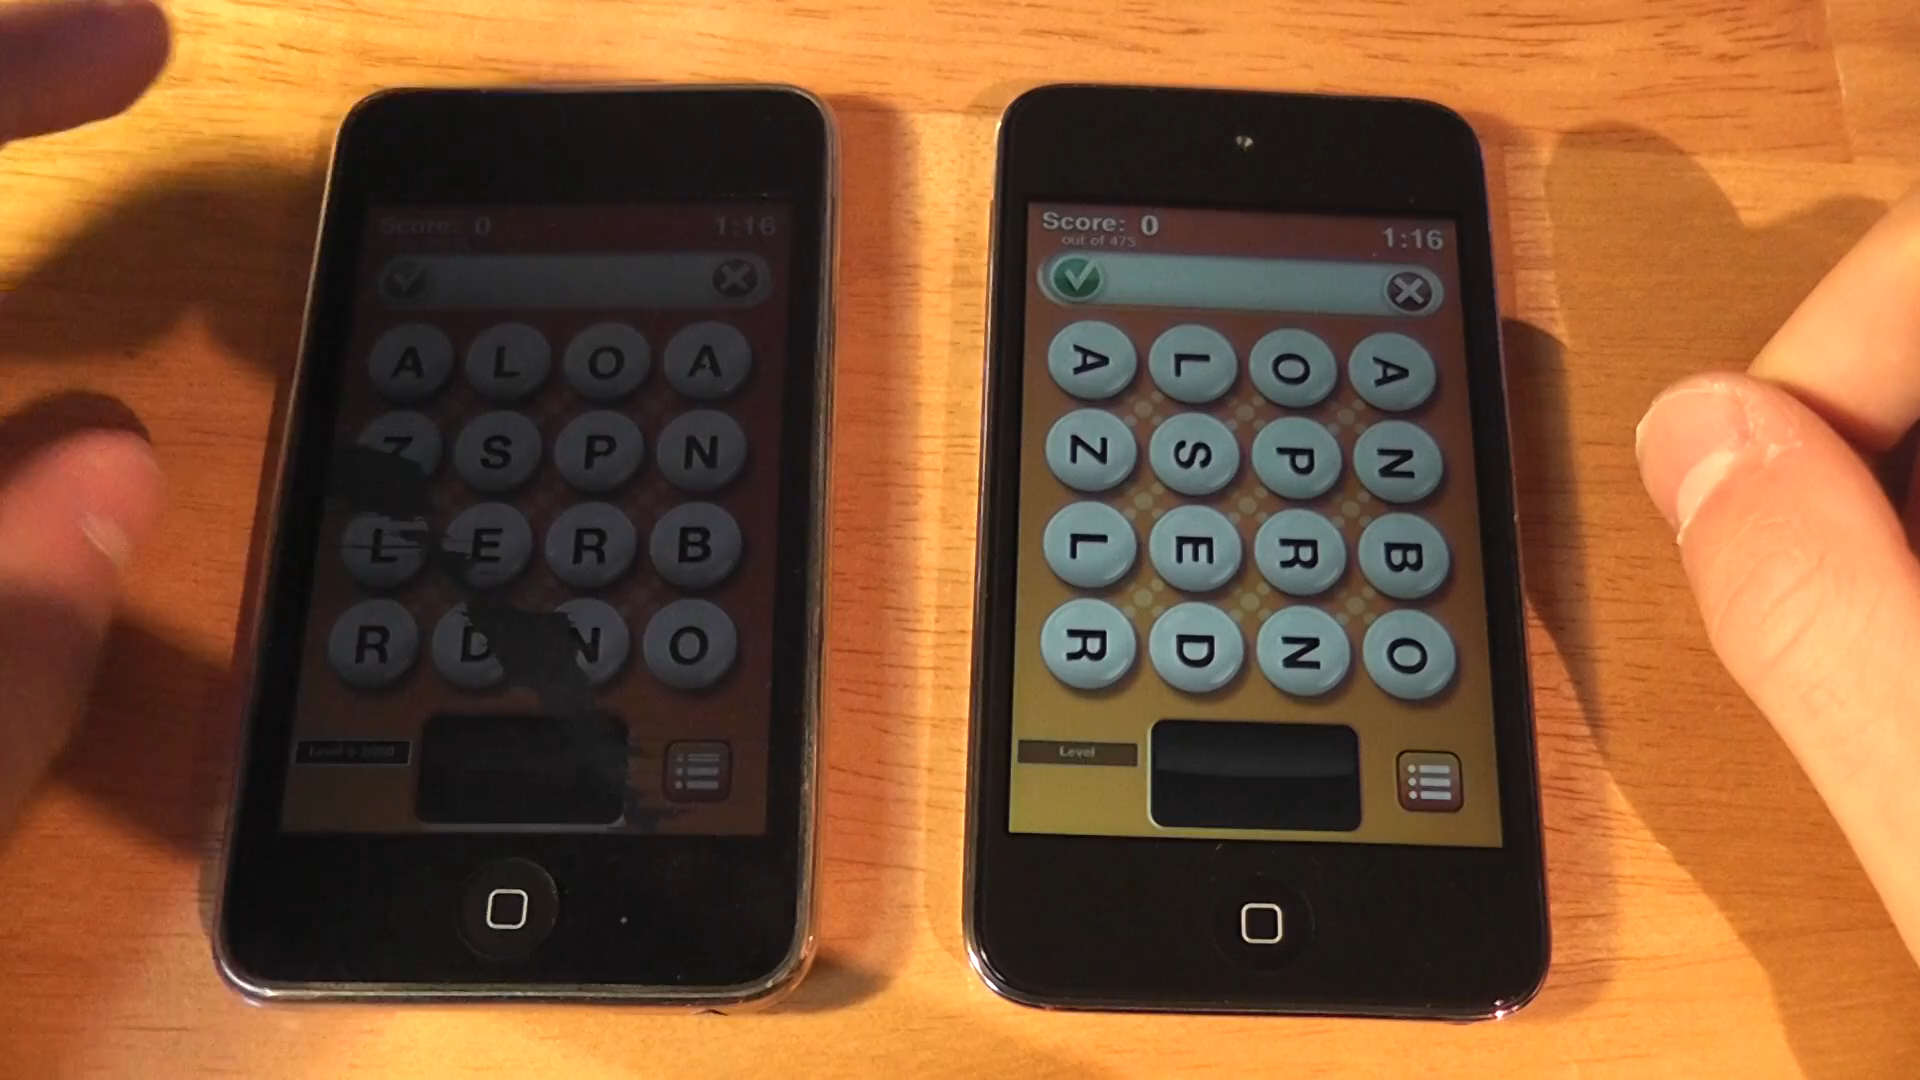 Score: 0
1:16
A L O A
Z S P N
L E R B
R D N O
Score: 0
out of 475
1:16
A L O A
Z S P N
L E R B
R D N O
Level